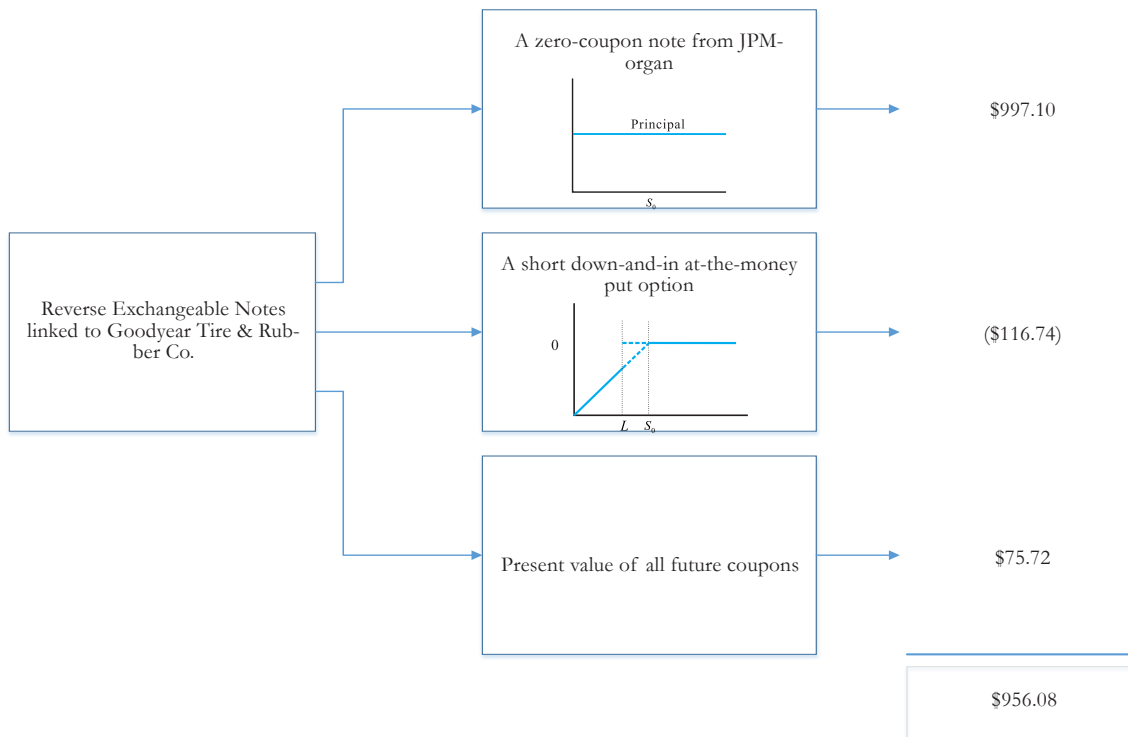 A zero-coupon note from JPM-
organ
Principal
S₀
$997.10
Reverse Exchangeable Notes
linked to Goodyear Tire & Rub-
ber Co.
A short down-and-in at-the-money
put option
0
L S₀
($116.74)
Present value of all future coupons
$75.72
$956.08